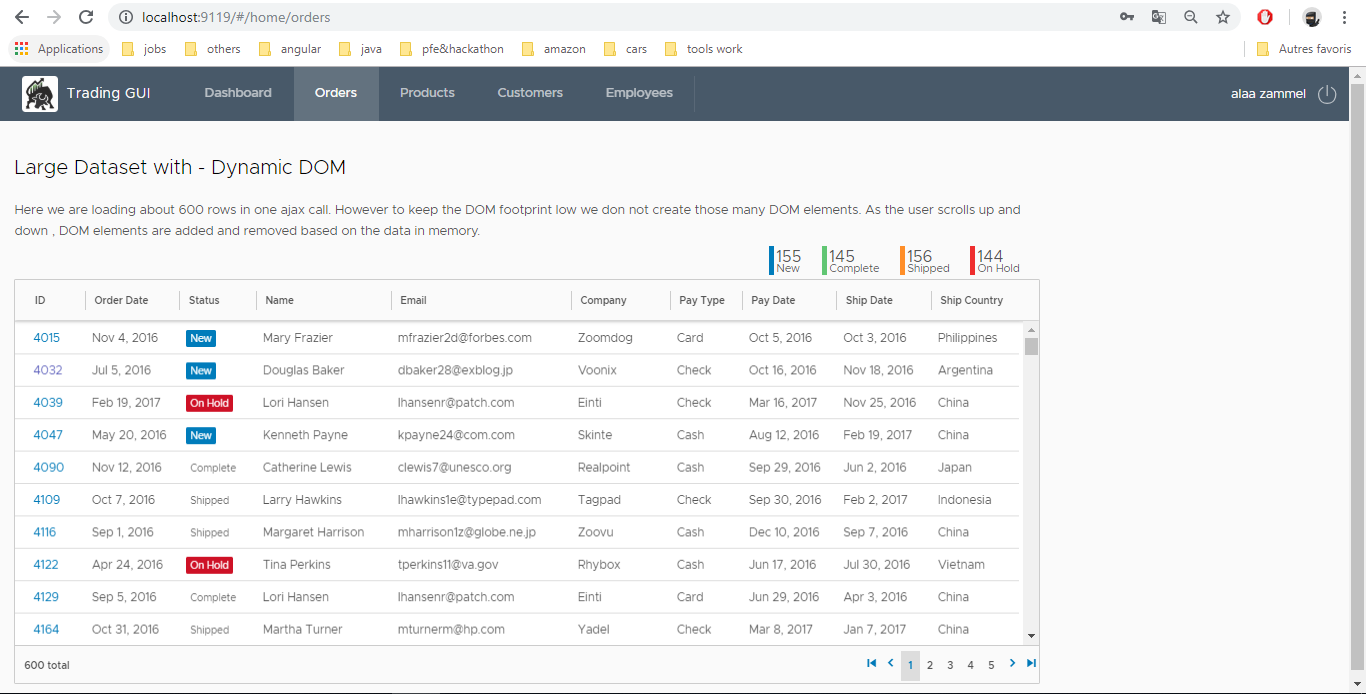 localhost:9119/#/home/orders
Applications jobs others angular java pfe&hackathon amazon cars tools work Autres favoris
Trading GUI Dashboard Orders Products Customers Employees alaa zammel
Large Dataset with - Dynamic DOM
Here we are loading about 600 rows in one ajax call. However to keep the DOM footprint low we don not create those many DOM elements. As the user scrolls up and
down , DOM elements are added and removed based on the data in memory.
155 145 156 144
New Complete Shipped On Hold
ID Order Date Status Name Email Company Pay Type Pay Date Ship Date Ship Country
4015 Nov 4, 2016 New Mary Frazier mfrazier2d@forbes.com Zoomdog Card Oct 5, 2016 Oct 3, 2016 Philippines
4032 Jul 5, 2016 New Douglas Baker dbaker28@exblog.jp Voonix Check Oct 16, 2016 Nov 18, 2016 Argentina
4039 Feb 19, 2017 On Hold Lori Hansen lhansenr@patch.com Einti Check Mar 16, 2017 Nov 25, 2016 China
4047 May 20, 2016 New Kenneth Payne kpayne24@com.com Skinte Cash Aug 12, 2016 Feb 19, 2017 China
4090 Nov 12, 2016 Complete Catherine Lewis clewis7@unesco.org Realpoint Cash Sep 29, 2016 Jun 2, 2016 Japan
4109 Oct 7, 2016 Shipped Larry Hawkins lhawkins1e@typepad.com Tagpad Check Sep 30, 2016 Feb 2, 2017 Indonesia
4116 Sep 1, 2016 Shipped Margaret Harrison mharrison1z@globe.ne.jp Zoovu Cash Dec 10, 2016 Sep 7, 2016 China
4122 Apr 24, 2016 On Hold Tina Perkins tperkins11@va.gov Rhybox Cash Jun 17, 2016 Jul 30, 2016 Vietnam
4129 Sep 5, 2016 Complete Lori Hansen lhansenr@patch.com Einti Card Jun 29, 2016 Apr 3, 2016 China
4164 Oct 31, 2016 Shipped Martha Turner mturnerm@hp.com Yadel Check Mar 8, 2017 Jan 7, 2017 China
600 total 1 2 3 4 5